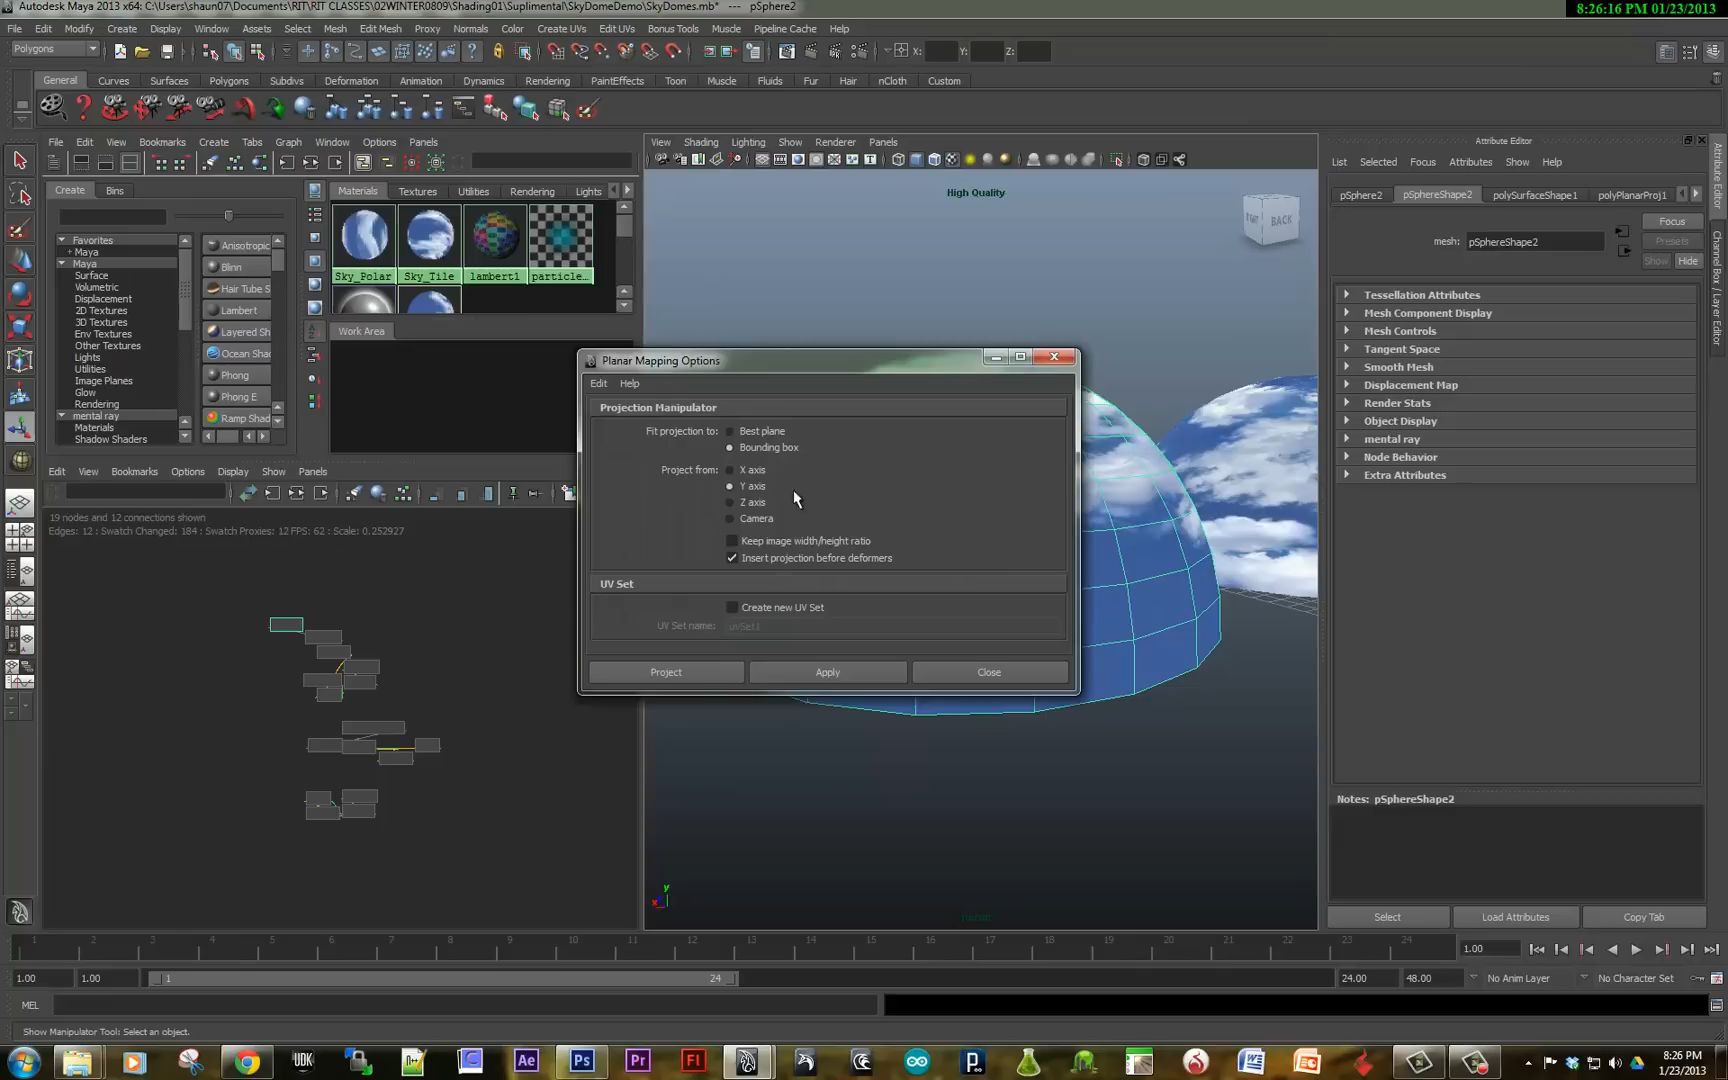 Autodesk Maya 2013 x64: C:\Users\shaun07\Documents\RIT\RIT CLASSES\02WINTER0809\Shading01\Suplimental\SkyDomeDemo\SkyDomes.mb* --- pSphere2
8:26:16 PM 01/23/2013
File Edit Modify Create Display Window Assets Select Mesh Edit Mesh Proxy Normals Color Create UVs Edit UVs Bonus Tools Muscle Pipeline Cache Help
Polygons
X: Y: Z:
General Curves Surfaces Polygons Subdivs Deformation Animation Dynamics Rendering PaintEffects Toon Muscle Fluids Fur Hair nCloth Custom
File Edit View Bookmarks Create Tabs Graph Window Options Panels
View Shading Lighting Show Renderer Panels
Attribute Editor
List Selected Focus Attributes Show Help
Create Bins
Materials Textures Utilities Rendering Lights
High Quality
BACK
pSphere2 pSphereShape2 polySurfaceShape1 polyPlanarProj1
Focus
Presets
Show Hide
mesh: pSphereShape2
Attribute Editor
Channel Box / Layer Editor
Favorites
+ Maya
Maya
Surface
Volumetric
Displacement
2D Textures
3D Textures
Env Textures
Other Textures
Lights
Utilities
Image Planes
Glow
Rendering
mental ray
Materials
Shadow Shaders
Anisotropic
Blinn
Hair Tube S
Lambert
Layered Sh
Ocean Shad
Phong
Phong E
Ramp Shad
Sky_Polar Sky_Tile lambert1 particle...
Work Area
Tessellation Attributes
Mesh Component Display
Mesh Controls
Tangent Space
Smooth Mesh
Displacement Map
Render Stats
Object Display
mental ray
Node Behavior
Extra Attributes
Planar Mapping Options
Edit Help
Projection Manipulator
Fit projection to: Best plane
Bounding box
Project from: X axis
Y axis
Z axis
Camera
Keep image width/height ratio
Insert projection before deformers
UV Set
Create new UV Set
UV Set name: uvSet1
Project Apply Close
Edit View Bookmarks Options Display Show Panels
19 nodes and 12 connections shown
Edges: 12 : Swatch Changed: 184 : Swatch Proxies: 12 FPS: 62 : Scale: 0.252927
y
x
persp
Notes: pSphereShape2
Select Load Attributes Copy Tab
1 2 3 4 5 6 7 8 9 10 11 12 13 14 15 16 17 18 19 20 21 22 23 24
1.00
1.00 1.00 1 24 24.00 48.00 No Anim Layer No Character Set
MEL
Show Manipulator Tool: Select an object.
UDK Ae Ps Pr Fl
8:26 PM
1/23/2013